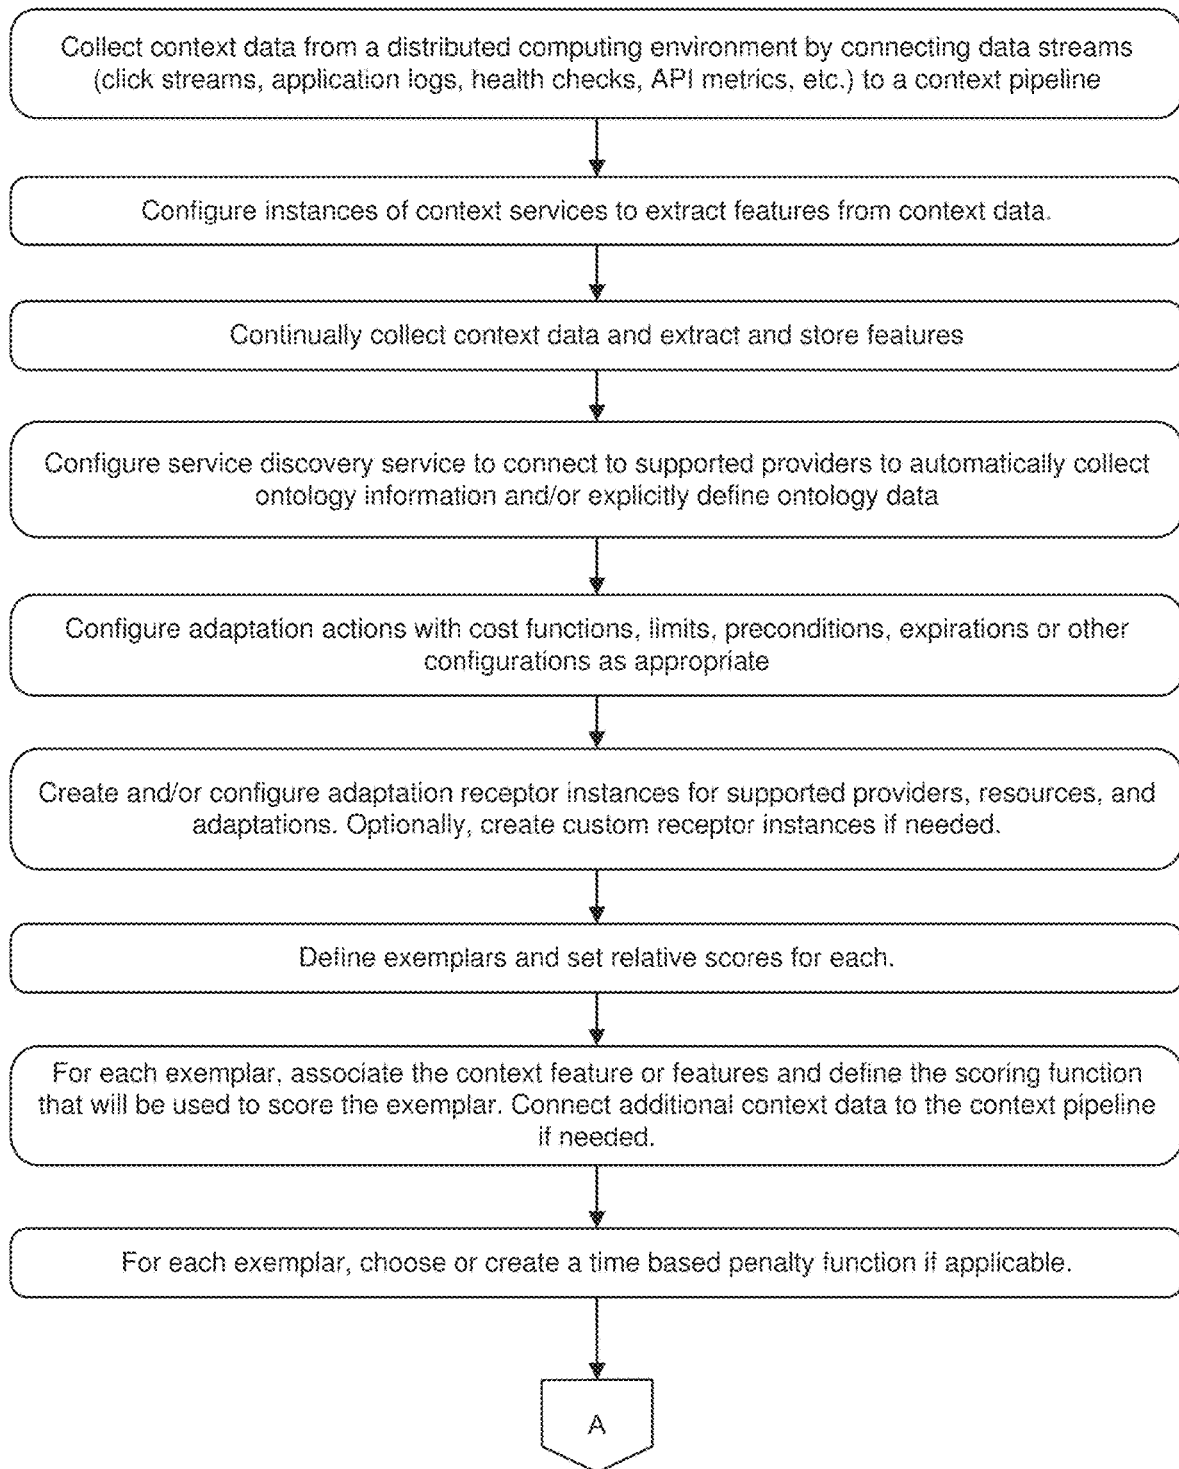 Collect context data from a distributed computing environment by connecting data streams
(click streams, application logs, health checks, API metrics, etc.) to a context pipeline
Configure instances of context services to extract features from context data.
Continually collect context data and extract and store features
Configure service discovery service to connect to supported providers to automatically collect
ontology information and/or explicitly define ontology data
Configure adaptation actions with cost functions, limits, preconditions, expirations or other
configurations as appropriate
Create and/or configure adaptation receptor instances for supported providers, resources, and
adaptations. Optionally, create custom receptor instances if needed.
Define exemplars and set relative scores for each.
For each exemplar, associate the context feature or features and define the scoring function
that will be used to score the exemplar. Connect additional context data to the context pipeline
if needed.
For each exemplar, choose or create a time based penalty function if applicable.
A